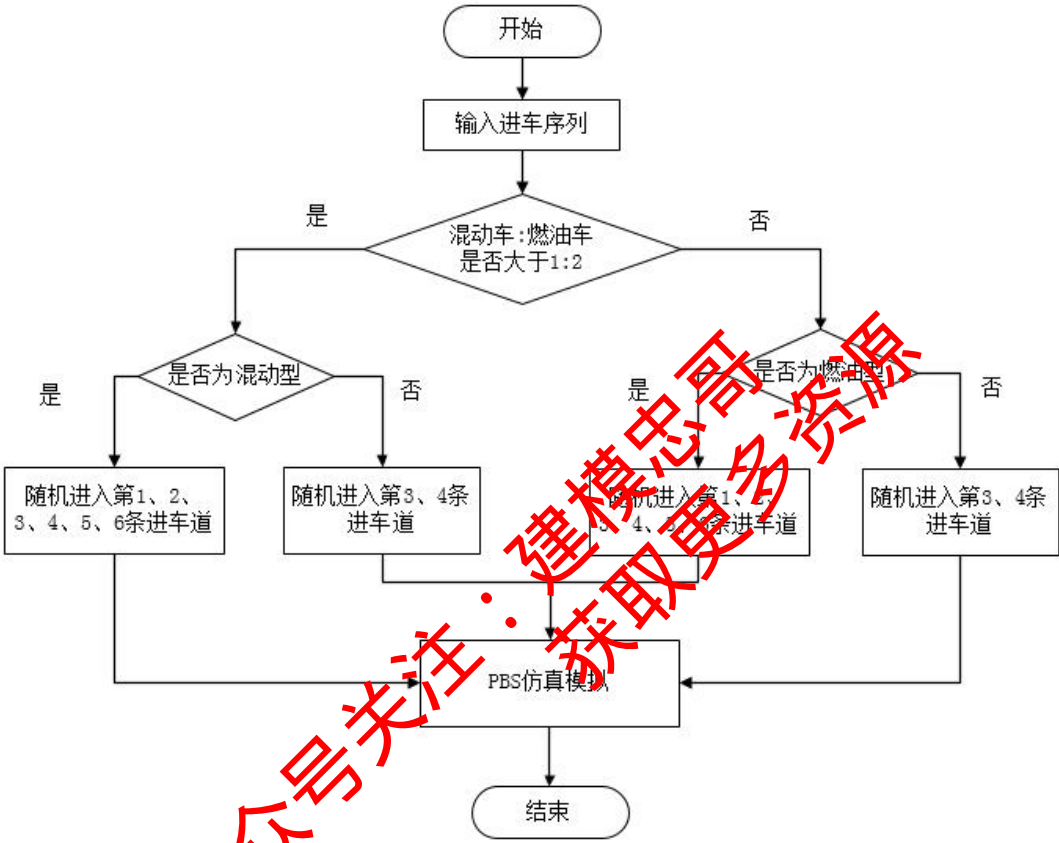 开始
输入进车序列
是
否
混动车:燃油车
是否大于1:2
是否为混动型
是否为燃油型
是
否
是
否
随机进入第1、2、
3、4、5、6条进车道
随机进入第3、4条
进车道
随机进入第1、2、
3、4、5、6条进车道
随机进入第3、4条
进车道
PBS仿真模拟
结束
众号关注：建模忠哥
获取更多资源